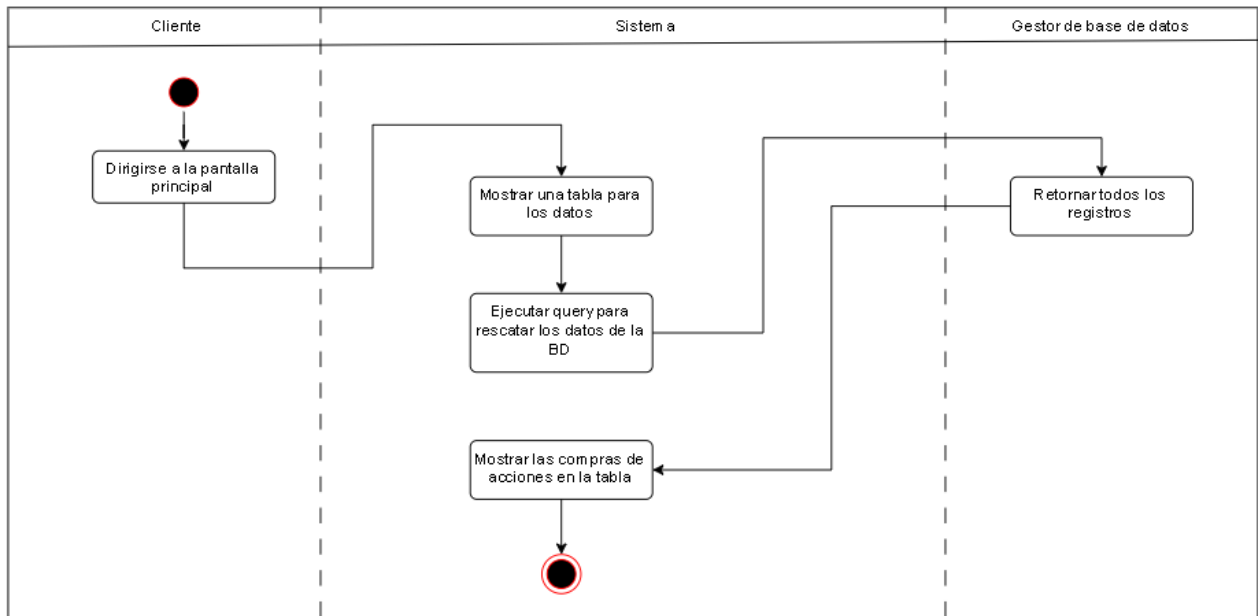 Cliente
Sistema
Gestor de base de datos
Dirigirse a la pantalla
principal
Mostrar una tabla para
los datos
Retornar todos los
registros
Ejecutar query para
rescatar los datos de la
BD
Mostrar las compras de
acciones en la tabla